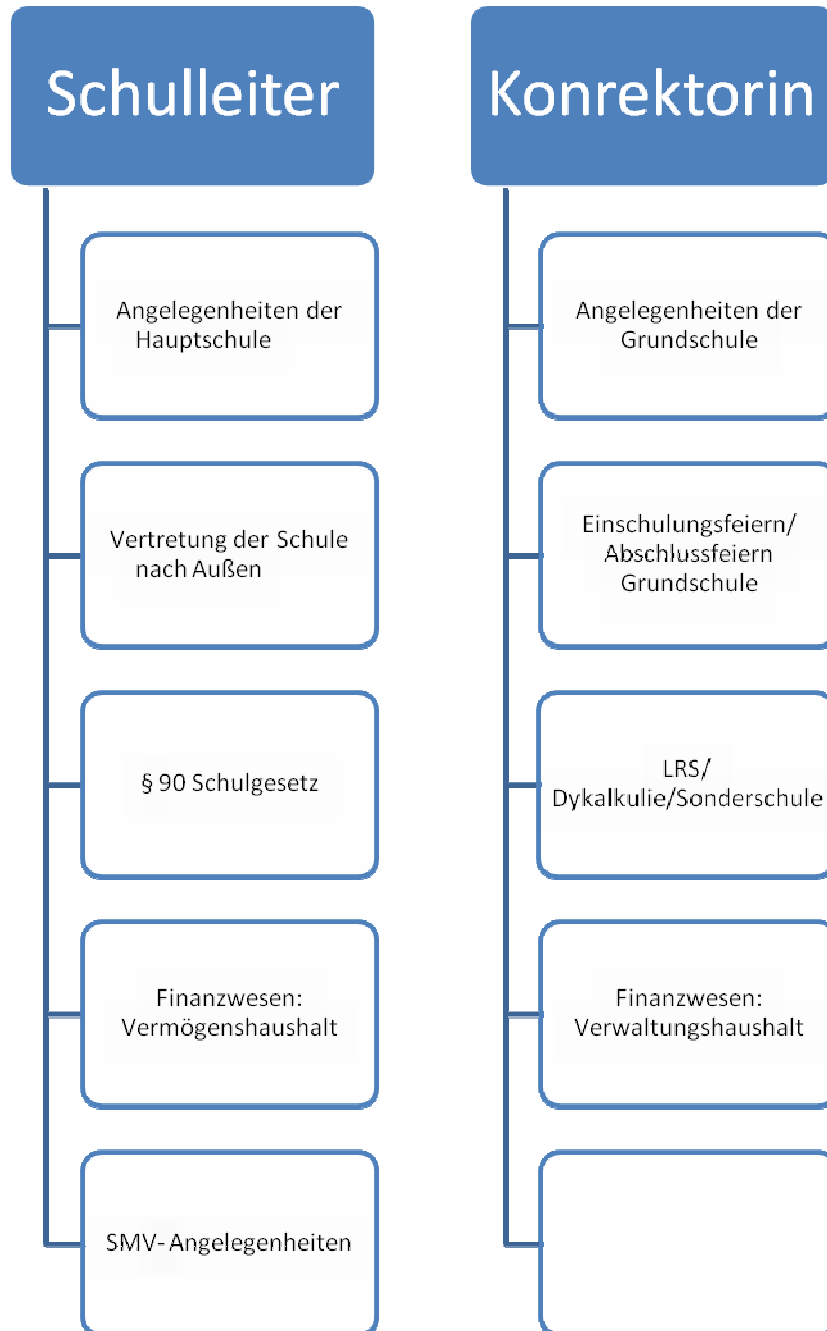 Schulleiter
Angelegenheiten der
Hauptschule
Vertretung der Schule
nach Außen
§ 90 Schulgesetz
Finanzwesen:
Vermögenshaushalt
SMV- Angelegenheiten
Konrektorin
Angelegenheiten der
Grundschule
Einschulungsfeiern/
Abschlussfeiern
Grundschule
LRS/
Dykalkulie/Sonderschule
Finanzwesen:
Verwaltungshaushalt